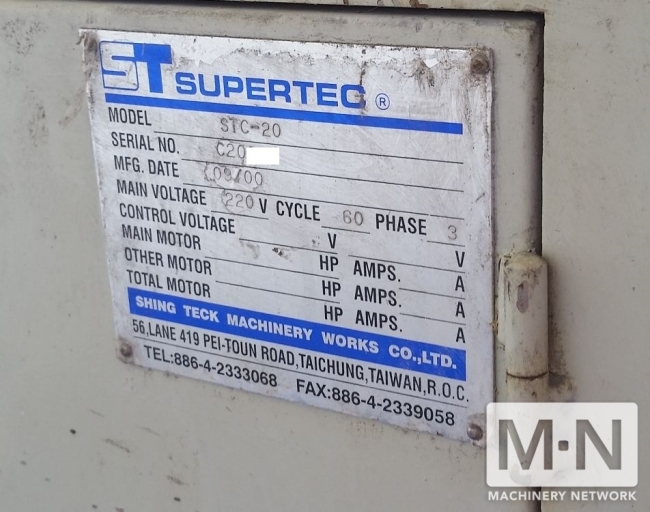 ST SUPERTEC ®
MODEL STC-20
SERIAL NO. C20
MFG. DATE 09/00
MAIN VOLTAGE 220 V CYCLE 60 PHASE 3
CONTROL VOLTAGE V V
MAIN MOTOR HP AMPS. A
OTHER MOTOR HP AMPS. A
TOTAL MOTOR HP AMPS. A
SHING TECK MACHINERY WORKS CO.,LTD.
56,LANE 419 PEI-TOUN ROAD,TAICHUNG,TAIWAN,R.O.C.
TEL:886-4-2333068 FAX:886-4-2339058
M·N
MACHINERY NETWORK